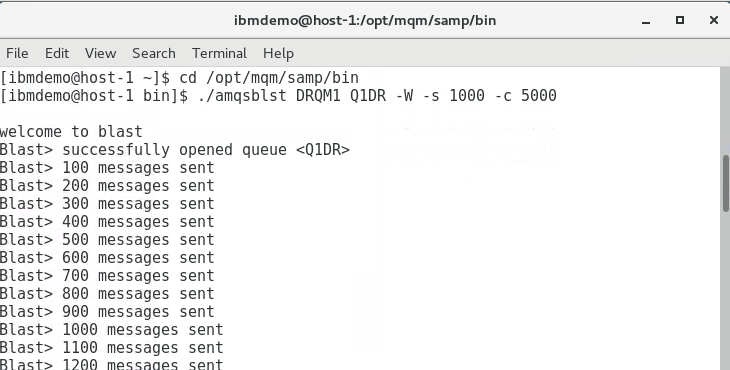 ibmdemo@host-1:/opt/mqm/samp/bin
File Edit View Search Terminal Help
[ibmdemo@host-1 ~]$ cd /opt/mqm/samp/bin
[ibmdemo@host-1 bin]$ ./amqsblst DRQM1 Q1DR -W -s 1000 -c 5000
welcome to blast
Blast> successfully opened queue <Q1DR>
Blast> 100 messages sent
Blast> 200 messages sent
Blast> 300 messages sent
Blast> 400 messages sent
Blast> 500 messages sent
Blast> 600 messages sent
Blast> 700 messages sent
Blast> 800 messages sent
Blast> 900 messages sent
Blast> 1000 messages sent
Blast> 1100 messages sent
Blast> 1200 messages sent